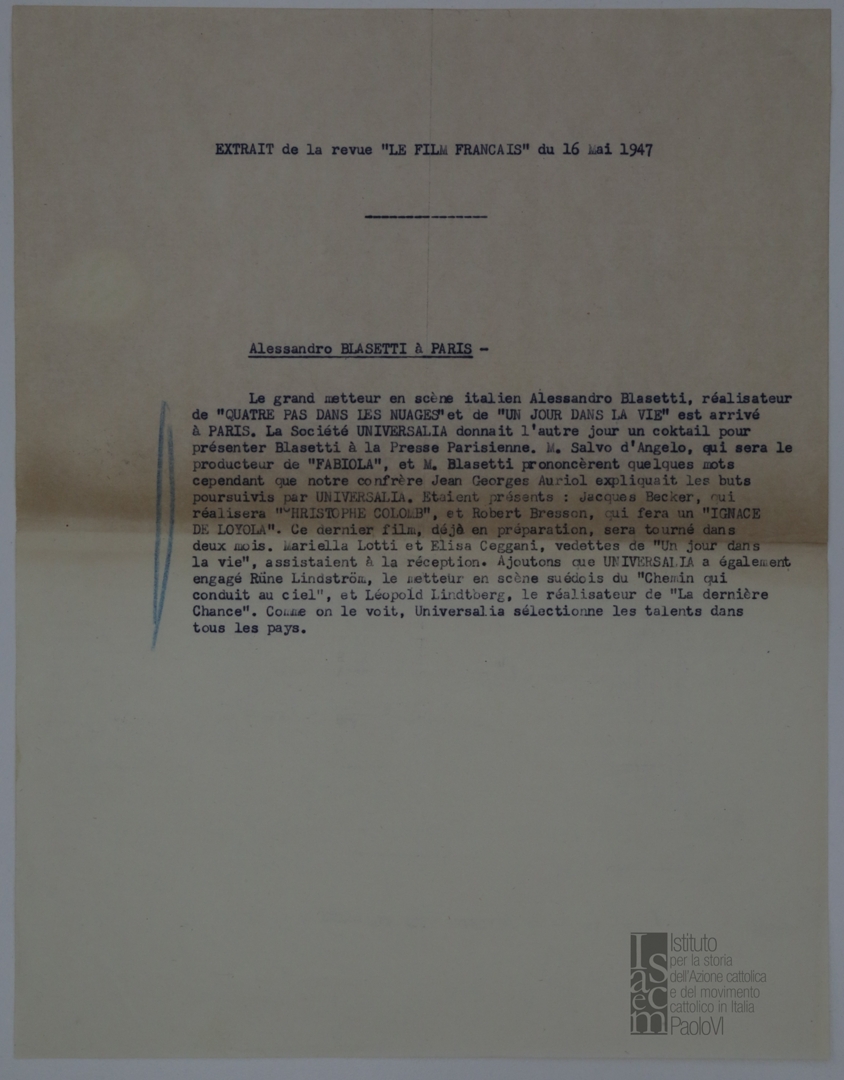 EXTRAIT de la revue "LE FILM FRANCAIS" du 16 Mai 1947
Alessandro BLASETTI à PARIS -
Le grand metteur en scène italien Alessandro Blasetti, réalisateur
de "QUATRE PAS DANS LES NUAGES" et de "UN JOUR DANS LA VIE" est arrivé
à PARIS. La Société UNIVERSALIA donnait l'autre jour un coktail pour
présenter Blasetti à la Presse Parisienne. M. Salvo d'Angelo, qui sera le
producteur de "FABIOLA", et M. Blasetti prononcèrent quelques mots
cependant que notre confrère Jean Georges Auriol expliquait les buts
poursuivis par UNIVERSALIA. Etaient présents : Jacques Becker, qui
réalisera "CHRISTOPHE COLOMB", et Robert Bresson, qui fera un "IGNACE
DE LOYOLA". Ce dernier film, déjè en préparation, sera tourné dans
deux mois. Mariella Lotti et Elisa Ceggani, vedettes de "Un jour dans
la vie", assistaient à la réception. Ajoutons que UNIVERSALIA a également
engagé Rüne Lindström, le metteur en scène suédois du "Chemin qui
conduit au ciel", et Léopold Lindtberg, le réalisateur de "La dernière
Chance". Comme on le voit, Universalia sélectionne les talents dans
tous les pays.
Isacem
Istituto
per la storia
dell'Azione cattolica
e del movimento
cattolico in Italia
PaoloVI